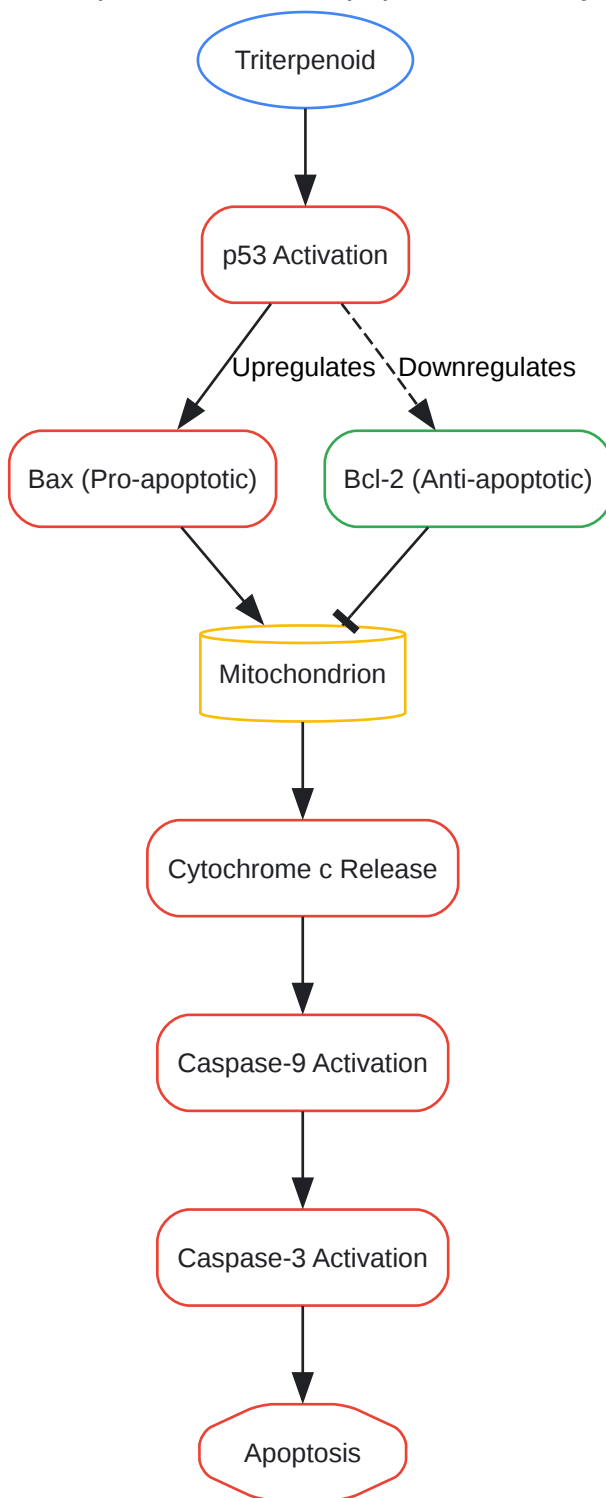 Triterpenoid
p53 Activation
Upregulates
Downregulates
Bax (Pro-apoptotic)
Bcl-2 (Anti-apoptotic)
Mitochondrion
Cytochrome c Release
Caspase-9 Activation
Caspase-3 Activation
Apoptosis